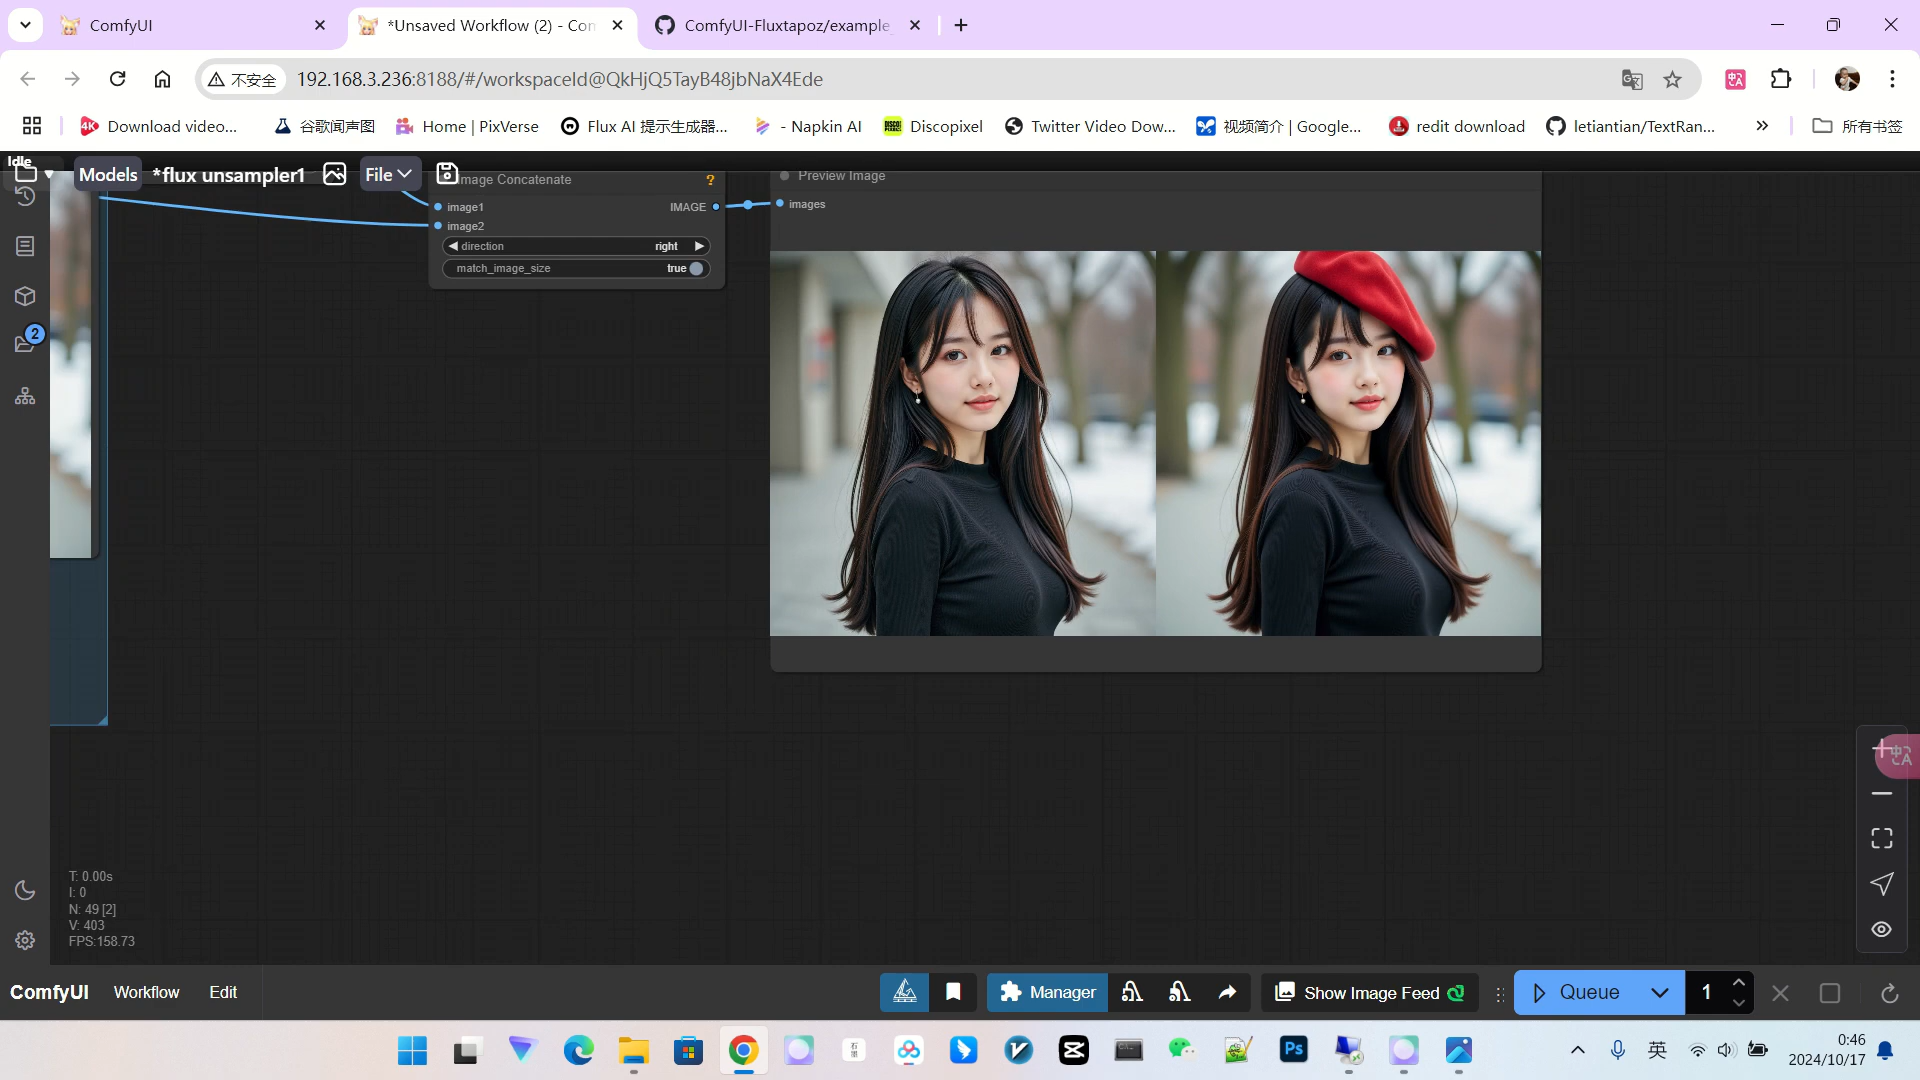 ComfyUI
*Unsaved Workflow (2) - Con
ComfyUI-Fluxtapoz/example
不安全
192.168.3.236:8188/#/workspaceId@QkHjQ5TayB48jbNaX4Ede
4K
Download video...
谷歌闻声图
Home | PixVerse
Flux AI 提示生成器...
- Napkin AI
Discopixel
Twitter Video Dow...
视频简介 | Google...
redit download
letiantian/TextRan...
所有书签
Idle
Models
*flux unsampler1
File
Image Concatenate
?
Preview Image
image1
IMAGE
images
image2
direction
right
match_image_size
true
2
中A
T: 0.00s
I: 0
N: 49 [2]
V: 403
FPS:158.73
ComfyUI
Workflow
Edit
Manager
Show Image Feed
Queue
1
Ps
英
0:46
2024/10/17